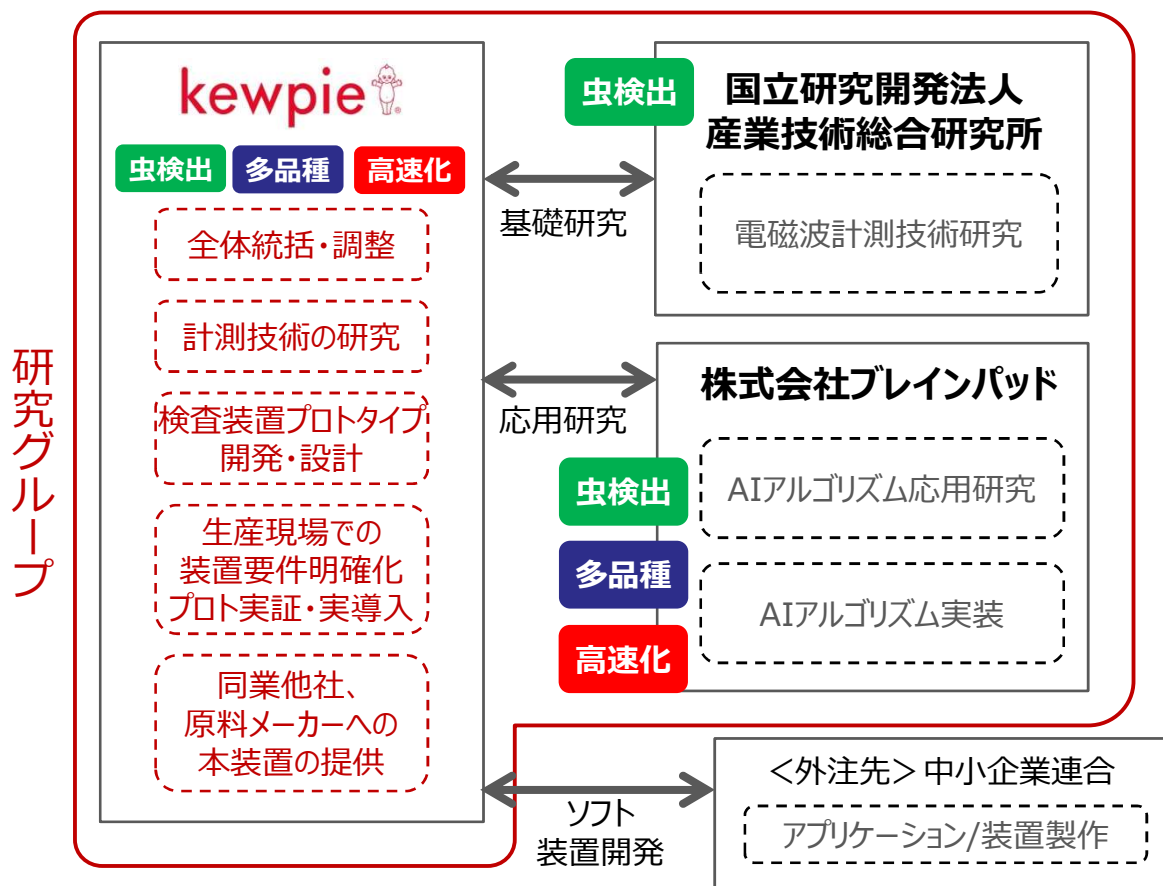 研究グループ
kewpie
虫検出 多品種 高速化
全体統括・調整
計測技術の研究
検査装置プロトタイプ
開発・設計
生産現場での
装置要件明確化
プロト実証・実導入
同業他社、
原料メーカーへの
本装置の提供
基礎研究
応用研究
ソフト
装置開発
虫検出
国立研究開発法人
産業技術総合研究所
電磁波計測技術研究
株式会社ブレインパッド
虫検出
多品種
高速化
AIアルゴリズム応用研究
AIアルゴリズム実装
＜外注先＞中小企業連合
アプリケーション/装置製作